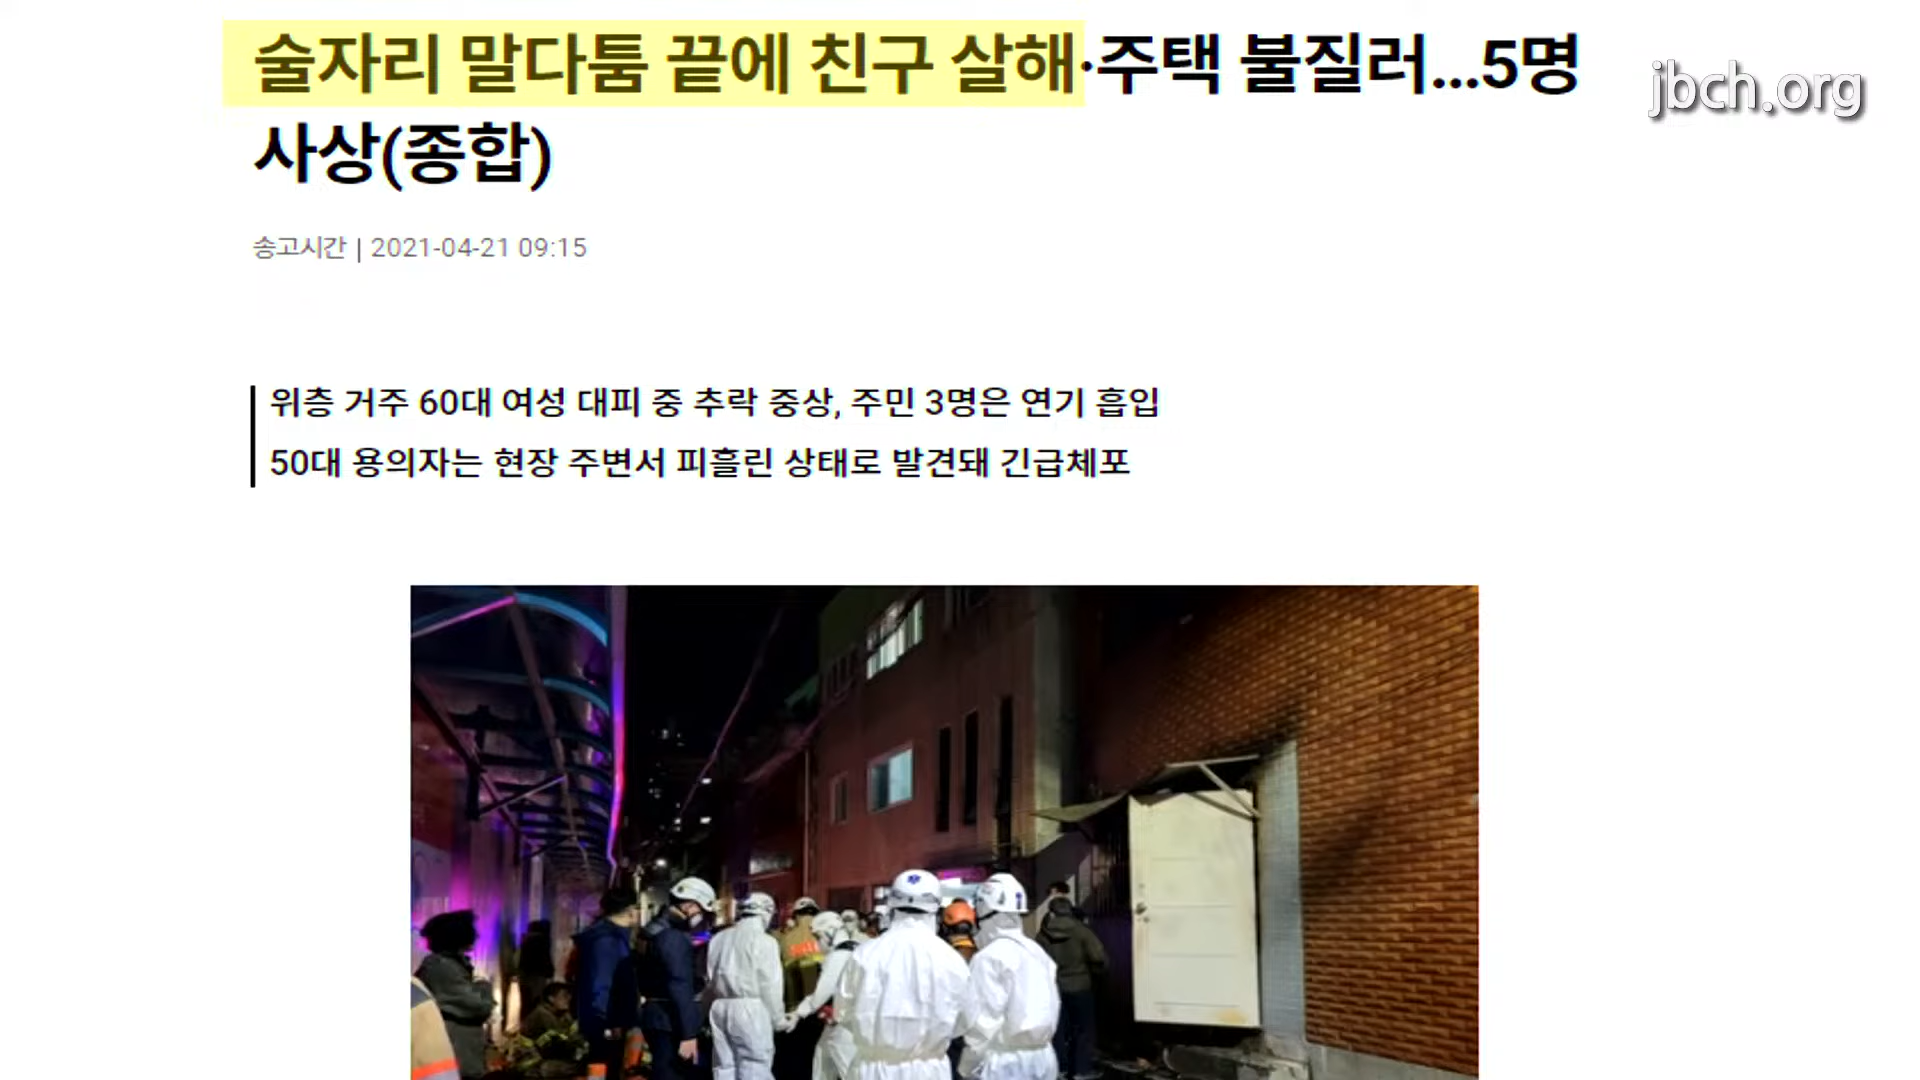 술자리 말다툼 끝에 친구 살해·주택 불질러...5명
사상(종합)
jbch.org
송고시간 | 2021-04-21 09:15
위층 거주 60대 여성 대피 중 추락 중상, 주민 3명은 연기 흡입
50대 용의자는 현장 주변서 피흘린 상태로 발견돼 긴급체포